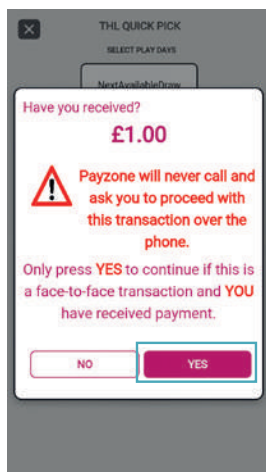 THL QUICK PICK
SELECT PLAY DAYS
NextAvailableDraw
Have you received?
£1.00
Payzone will never call and
ask you to proceed with
this transaction over the
phone.
Only press YES to continue if this is
a face-to-face transaction and YOU
have received payment.
NO
YES